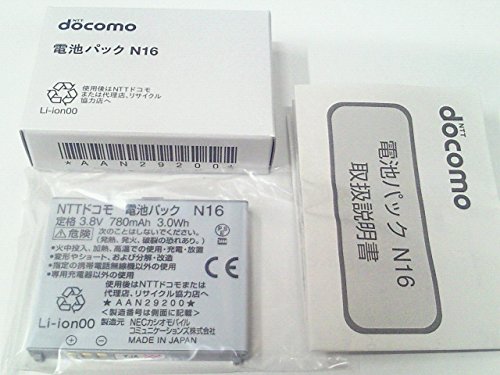 NTT
döcomo
電池パック N16
使用後はNTTドコモ
または代理店、リサイクル
協力店へ
Li-ion00
★AAN29200★
NTTドコモ 電池パック N16
定格 3.8V 780mAh 3.0Wh
⚠危険 次のことはしないでください。
(発熱、発火、破裂の恐れあり。)
・火中投入、加熱、高温での使用・充電・放置
・変形やショート、および分解・改造
・指定の携帯電話無線機以外の使用
・専用充電器以外の使用
使用後はNTTドコモ
または代理店、リサイクル
協力店へ
★AAN29200★
<製造番号は側面に記載>
Li-ion00
製造元 NECカシオモバイル
コミュニケーションズ株式会社
MADE IN JAPAN
NTT
döcomo
電池パック N16
取扱説明書